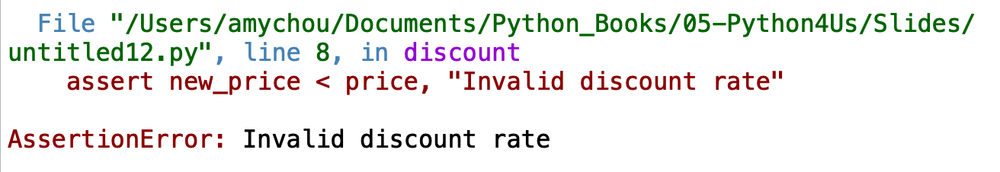 File "/Users/amychou/Documents/Python_Books/05-Python4Us/Slides/
untitled12.py", line 8, in discount
assert new_price < price, "Invalid discount rate"
AssertionError: Invalid discount rate